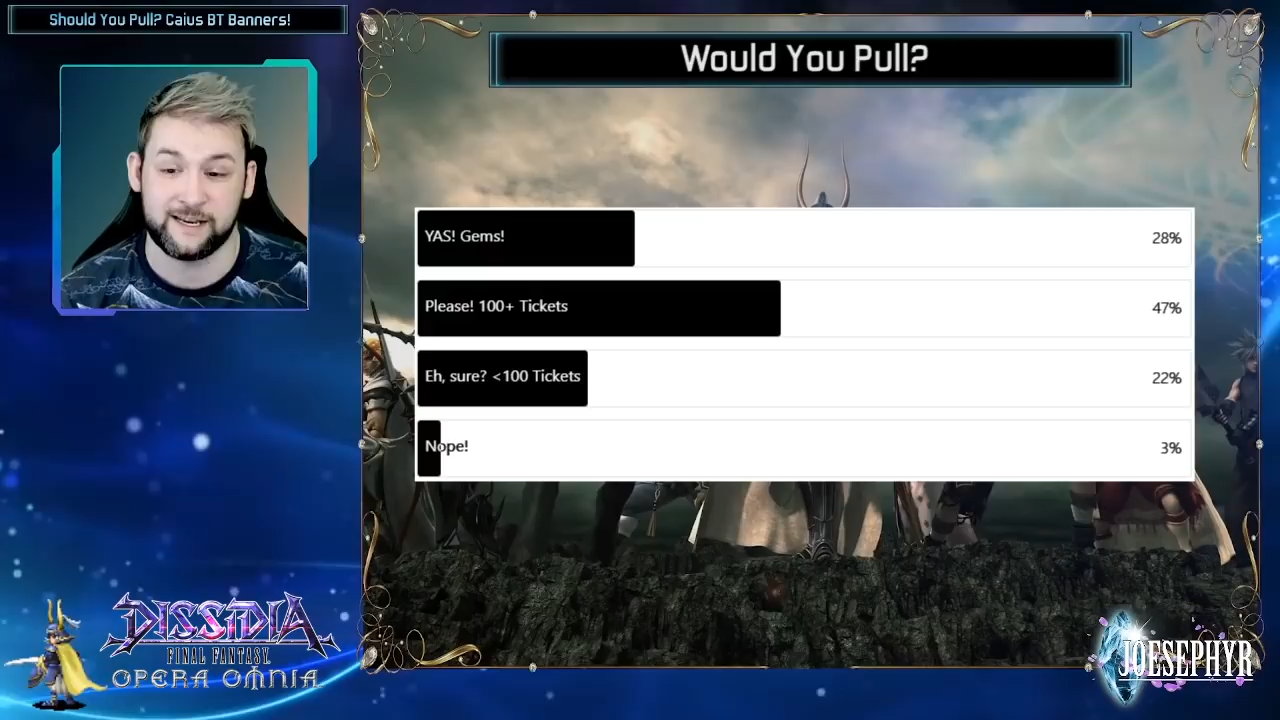 Should You Pull? Caius BT Banners!
Would You Pull?
YAS! Gems!
28%
Please! 100+ Tickets
47%
Eh, sure? <100 Tickets
22%
Nope!
3%
DISSIDIA
FINAL FANTASY
OPERA OMNIA
JOESEPHYR